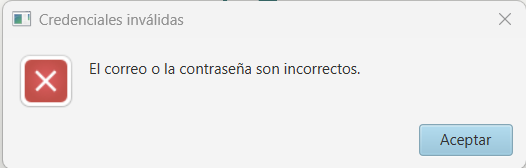 Credenciales inválidas
El correo o la contraseña son incorrectos.
Aceptar